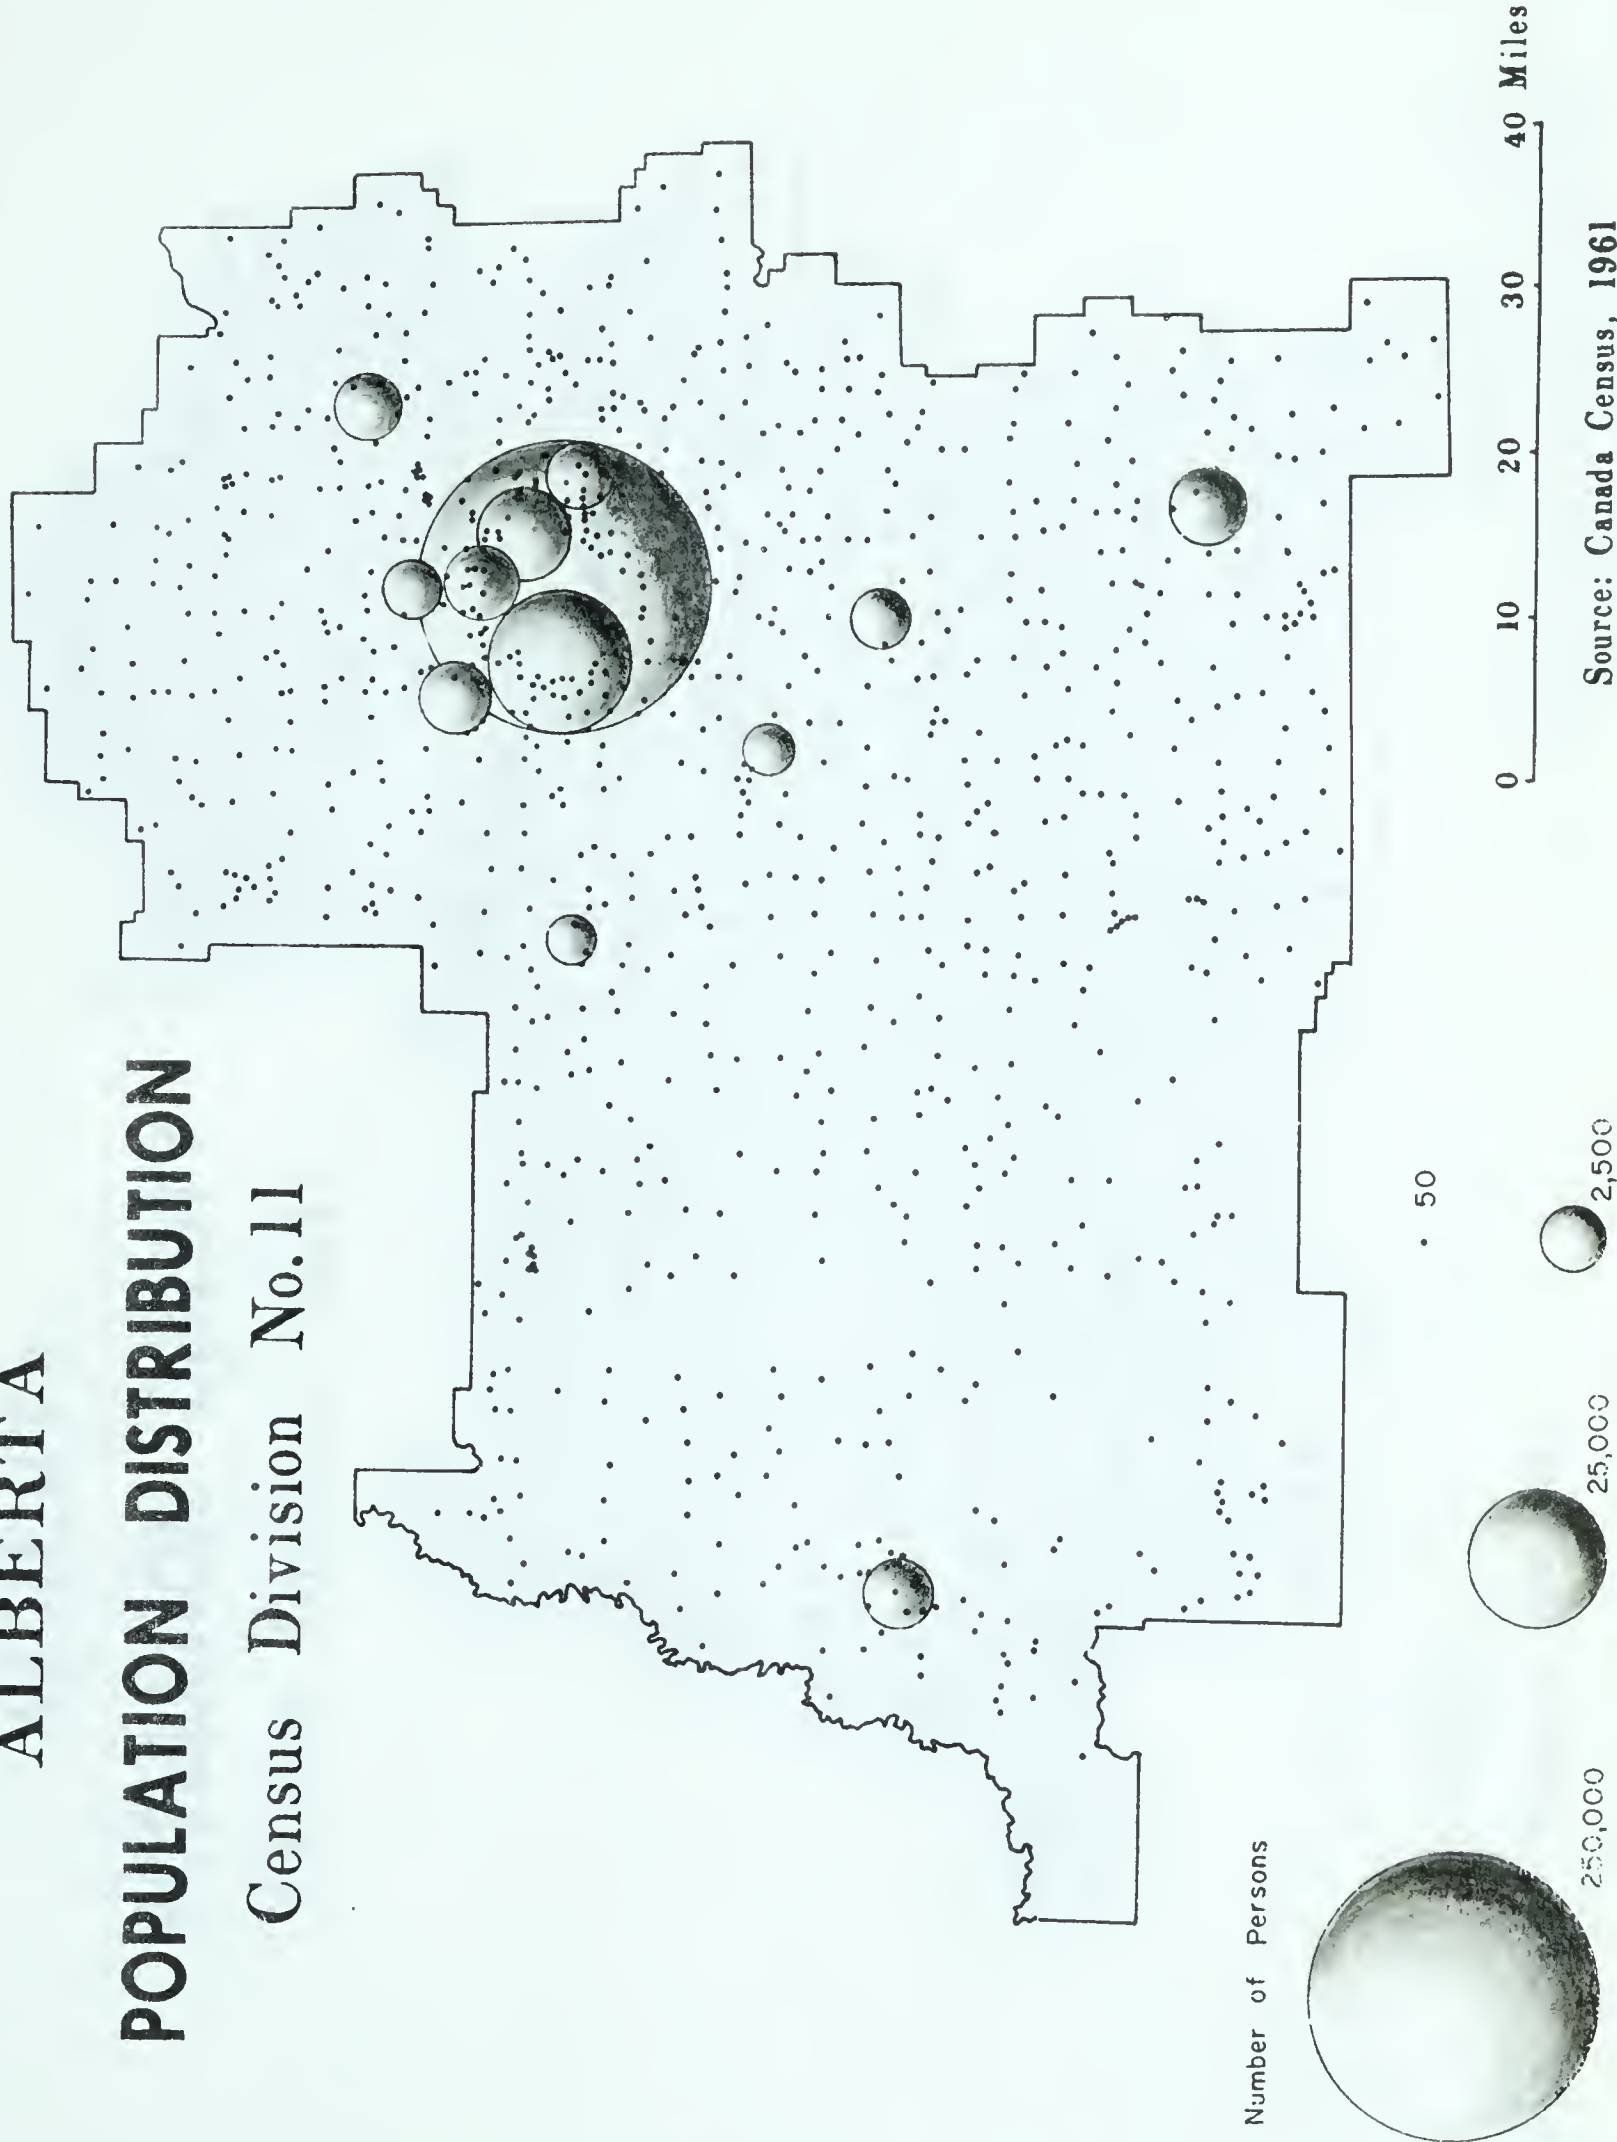 ALBERTA
POPULATION DISTRIBUTION
Census Division No.11
Number of Persons
250,000
25,000
2,500
50
0 10 20 30 40 Miles
Source: Canada Census, 1961